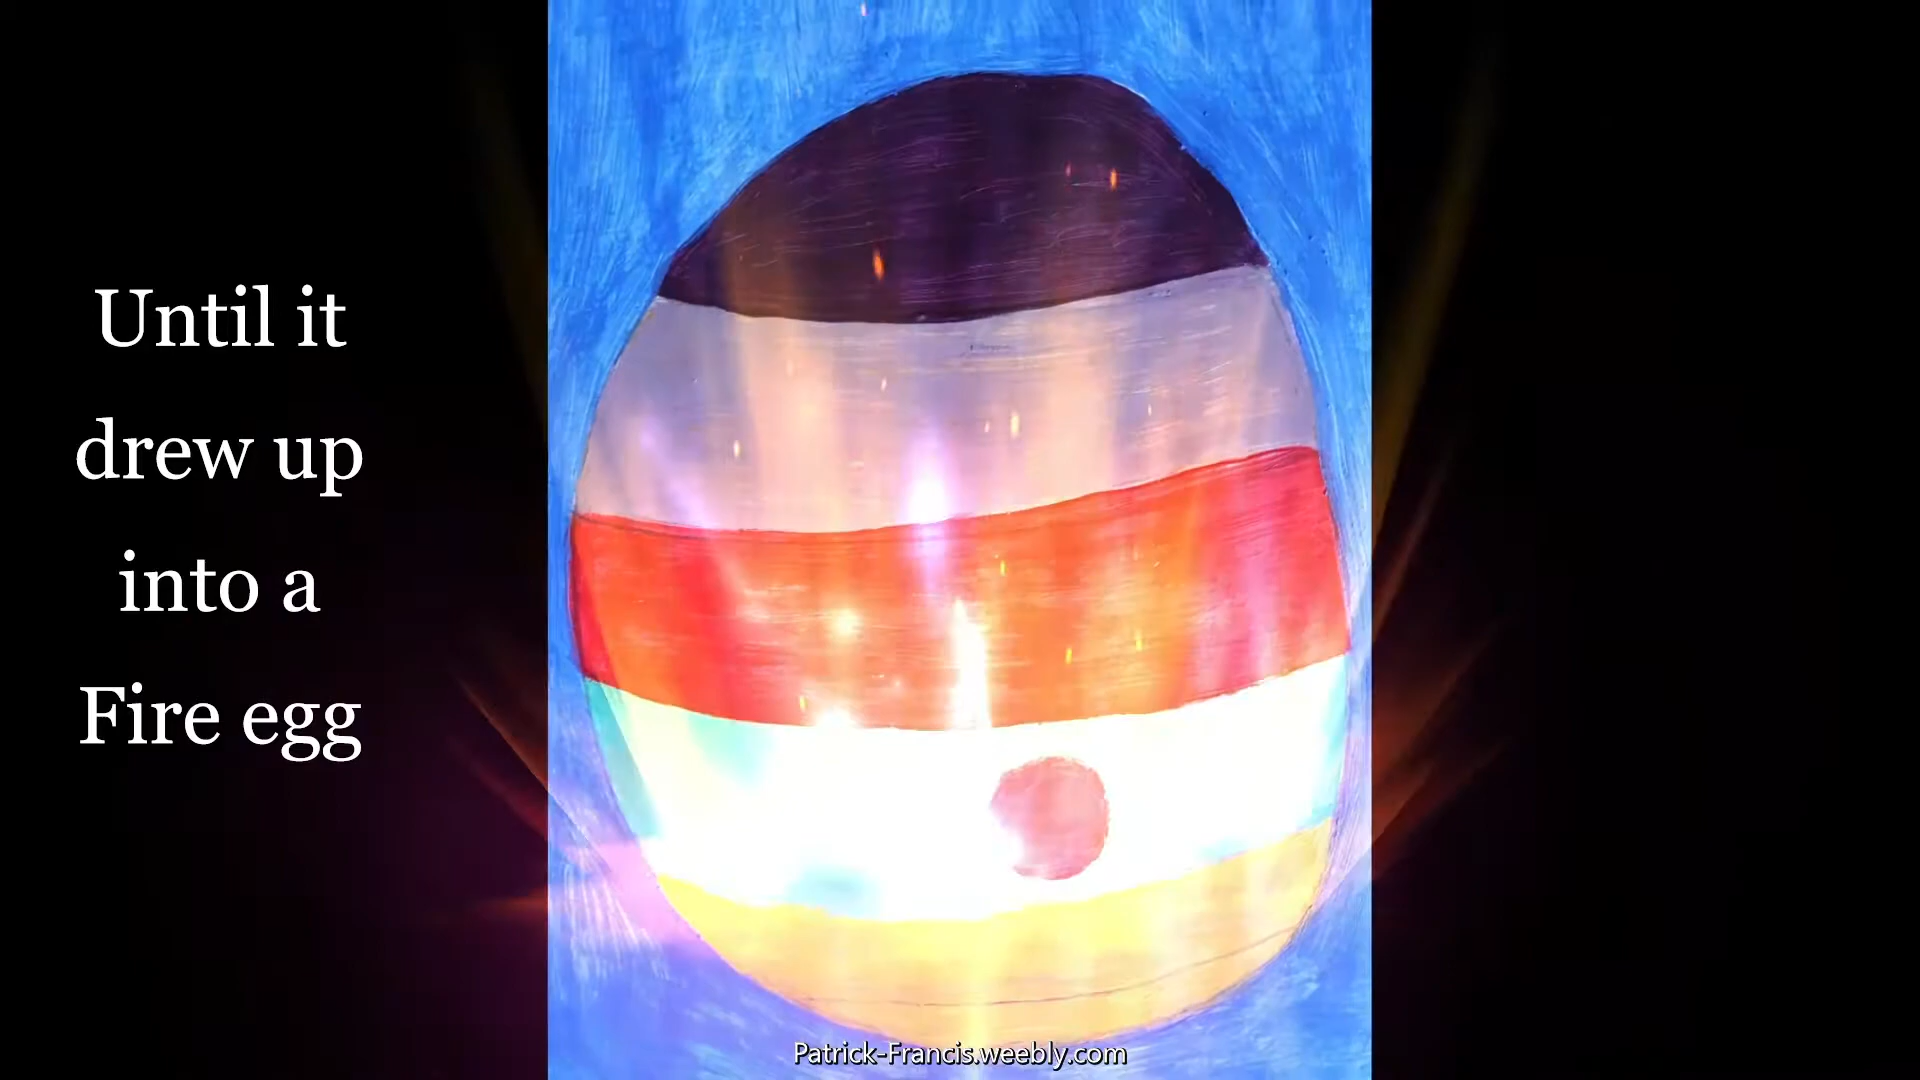 Until it
drew up
into a
Fire egg
Patrick-Francis.weebly.com